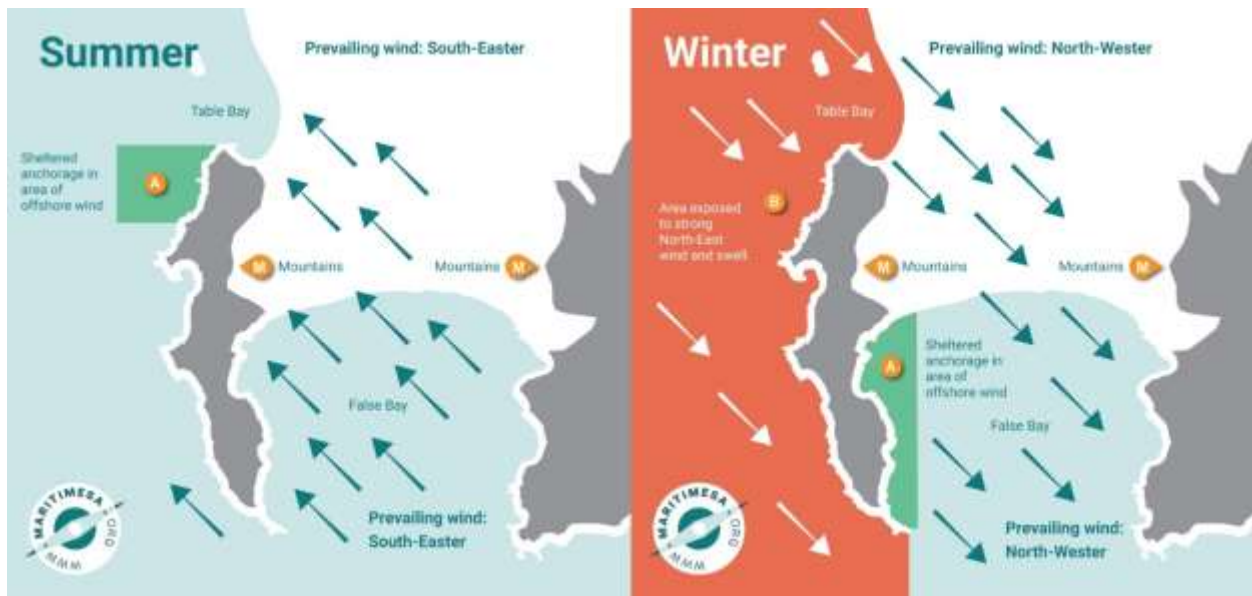 Summer
Prevailing wind: South-Easter
Table Bay
Sheltered
anchorage in
area of
offshore wind
A
M
Mountains
Mountains
M
False Bay
Prevailing wind:
South-Easter
MARITIMESA
.ORG
WWW.
Winter
Prevailing wind: North-Wester
Table Bay
B
Area exposed
to strong
North-East
wind and swell
M
Mountains
Mountains
M
A
Sheltered
anchorage in
area of
offshore wind
False Bay
Prevailing wind:
North-Wester
MARITIMESA
.ORG
WWW.